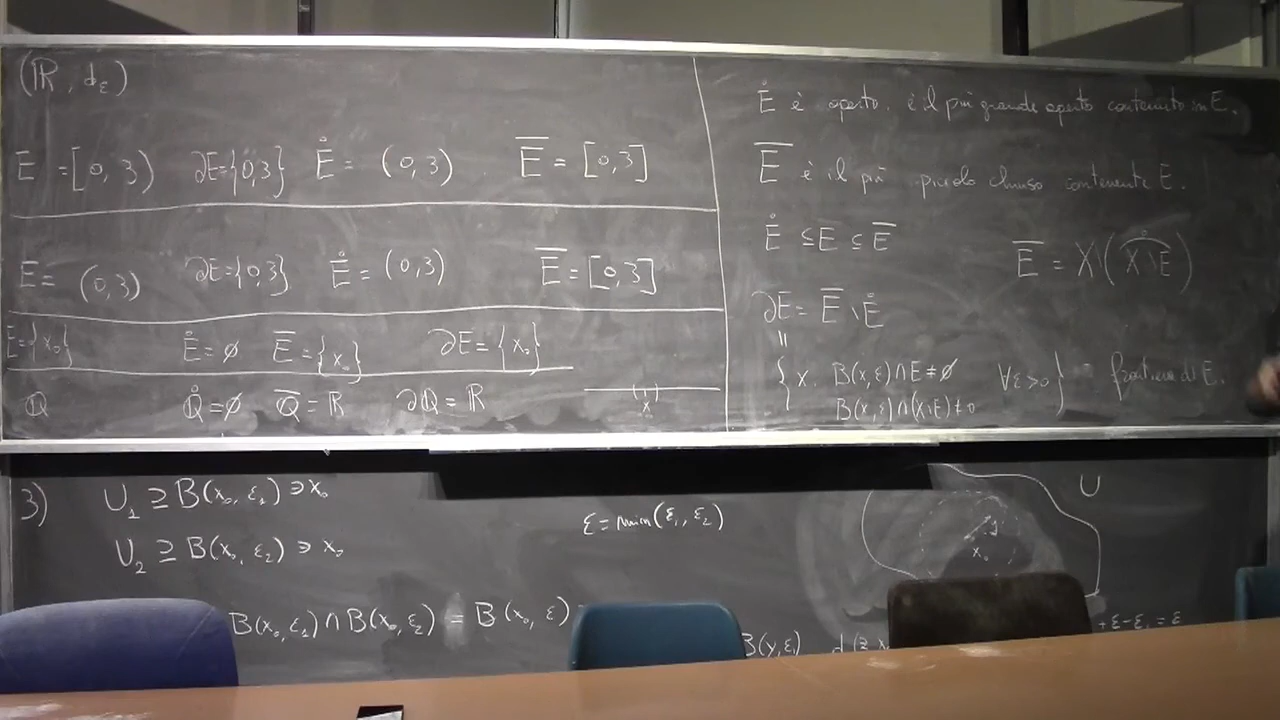 (ℝ, d_ε)
E = [0, 3) ∂E = {0,3} E̊ = (0,3). E̅ = [0,3]
E = (0,3) ∂E = {0,3} E̊ = (0,3) E̅ = [0,3]
E = {x₀} E̊ = ∅ E̅ = {x₀} ∂E = {x₀}
ℚ ℚ̊ = ∅ ℚ̅ = ℝ ∂ℚ = ℝ x
E̊ è aperto. è il più grande aperto contenuto in E.
E̅ è il più piccolo chiuso contenente E.
E̊ ⊆ E ⊆ E̅
E̅ = X \ (X \ E)°
∂E = E̅ \ E̊
=
{ x. B(x, ε) ∩ E ≠ ∅ ∀ε>0 } = frontiera di E.
B(x, ε) ∩ (X \ E) ≠ ∅
3) U₁ ⊇ B(x₀, ε₁) ∋ x₀
U₂ ⊇ B(x₀, ε₂) ∋ x₀
ε = min(ε₁, ε₂)
B(x₀, ε₁) ∩ B(x₀, ε₂) = B(x₀, ε)
U
x₀
B(y, ε₁) d(z, x
+ ε - ε₁ = ε